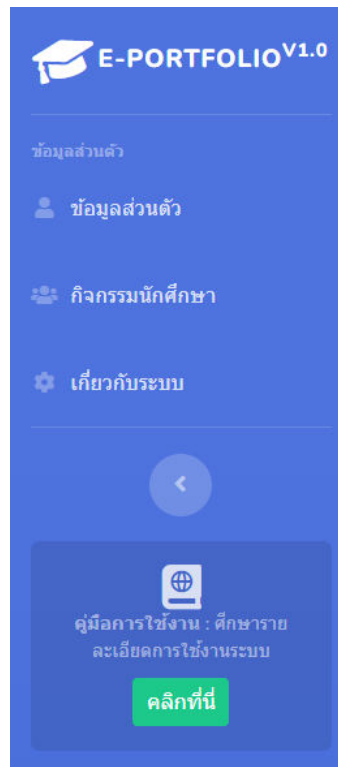 E-PORTFOLIO V1.0
ข้อมูลส่วนตัว
ข้อมูลส่วนตัว
กิจกรรมนักศึกษา
เกี่ยวกับระบบ
คู่มือการใช้งาน : ศึกษาราย
ละเอียดการใช้งานระบบ
คลิกที่นี่